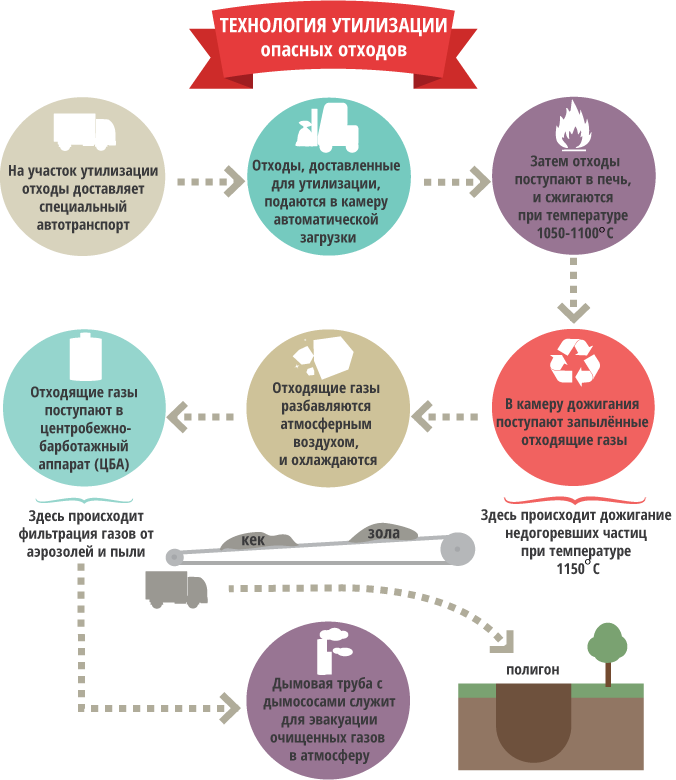 ТЕХНОЛОГИЯ УТИЛИЗАЦИИ
опасных отходов
На участок утилизации
отходы доставляет
специальный
автотранспорт
Отходы, доставленные
для утилизации,
подаются в камеру
автоматической
загрузки
Затем отходы
поступают в печь,
и сжигаются
при температуре
1050-1100°С
В камеру дожигания
поступают запылённые
отходящие газы
Здесь происходит дожигание
недогоревших частиц
при температуре
1150°С
Отходящие газы
разбавляются
атмосферным
воздухом,
и охлаждаются
Отходящие газы
поступают в
центробежно-
барботажный
аппарат (ЦБА)
Здесь происходит
фильтрация газов от
аэрозолей и пыли
кек
зола
Дымовая труба с
дымососами служит
для эвакуации
очищенных газов
в атмосферу
полигон